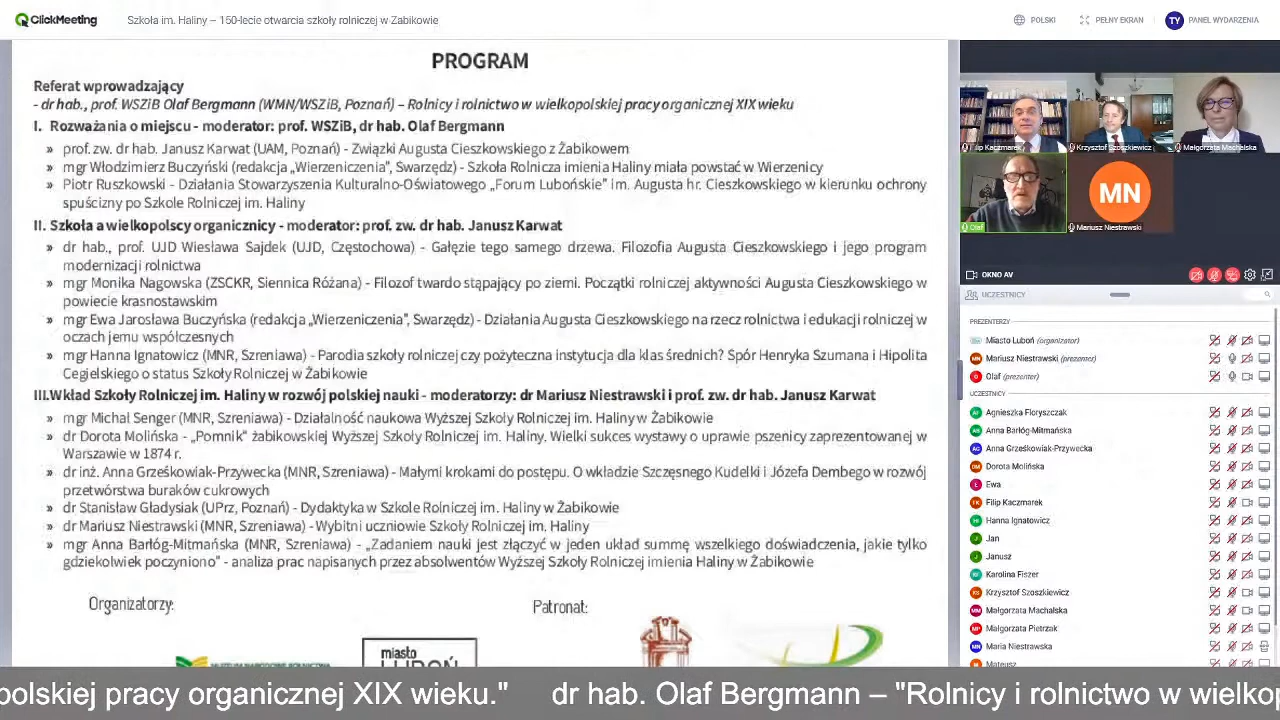 ClickMeeting
Szkoła im. Haliny – 150-lecie otwarcia szkoły rolniczej w Żabikowie
POLSKI
PEŁNY EKRAN
TY
PANEL WYDARZENIA
PROGRAM
Referat wprowadzający
- dr hab., prof. WSZiB Olaf Bergmann (WMN/WSZiB, Poznań) – Rolnicy i rolnictwo w wielkopolskiej pracy organicznej XIX wieku
I. Rozważania o miejscu - moderator: prof. WSZiB, dr hab. Olaf Bergmann
» prof. zw. dr hab. Janusz Karwat (UAM, Poznań) - Związki Augusta Cieszkowskiego z Żabikowem
» mgr Włodzimierz Buczyński (redakcja „Wierzeniczenia", Swarzędz) - Szkoła Rolnicza imienia Haliny miała powstać w Wierzenicy
» Piotr Ruszkowski - Działania Stowarzyszenia Kulturalno-Oświatowego „Forum Lubońskie" im. Augusta hr. Cieszkowskiego w kierunku ochrony
spuścizny po Szkole Rolniczej im. Haliny
II. Szkoła a wielkopolscy organicznicy - moderator: prof. zw. dr hab. Janusz Karwat
» dr hab., prof. UJD Wiesława Sajdek (UJD, Częstochowa) - Gałęzie tego samego drzewa. Filozofia Augusta Cieszkowskiego i jego program
modernizacji rolnictwa
» mgr Monika Nagowska (ZSCKR, Siennica Różana) - Filozof twardo stąpający po ziemi. Początki rolniczej aktywności Augusta Cieszkowskiego w
powiecie krasnostawskim
» mgr Ewa Jarosława Buczyńska (redakcja „Wierzeniczenia", Swarzędz) - Działania Augusta Cieszkowskiego na rzecz rolnictwa i edukacji rolniczej w
oczach jemu współczesnych
» mgr Hanna Ignatowicz (MNR, Szreniawa) - Parodia szkoły rolniczej czy pożyteczna instytucja dla klas średnich? Spór Henryka Szumana i Hipolita
Cegielskiego o status Szkoły Rolniczej w Żabikowie
III.Wkład Szkoły Rolniczej im. Haliny w rozwój polskiej nauki - moderatorzy: dr Mariusz Niestrawski i prof. zw. dr hab. Janusz Karwat
» mgr Michał Senger (MNR, Szreniawa) - Działalność naukowa Wyższej Szkoły Rolniczej im. Haliny w Żabikowie
» dr Dorota Molińska - „Pomnik" żabikowskiej Wyższej Szkoły Rolniczej im. Haliny. Wielki sukces wystawy o uprawie pszenicy zaprezentowanej w
Warszawie w 1874 r.
» dr inż. Anna Grześkowiak-Przywecka (MNR, Szreniawa) - Małymi krokami do postępu. O wkładzie Szczęsnego Kudelki i Józefa Dembego w rozwój
przetwórstwa buraków cukrowych
» dr Stanisław Gładysiak (UPrz, Poznań) - Dydaktyka w Szkole Rolniczej im. Haliny w Żabikowie
» dr Mariusz Niestrawski (MNR, Szreniawa) - Wybitni uczniowie Szkoły Rolniczej im. Haliny
» mgr Anna Barłóg-Mitmańska (MNR, Szreniawa) - „Zadaniem nauki jest złączyć w jeden układ summę wszelkiego doświadczenia, jakie tylko
gdziekolwiek poczyniono" - analiza prac napisanych przez absolwentów Wyższej Szkoły Rolniczej imienia Haliny w Żabikowie
Organizatorzy:
Patronat:
miasto
LUBOŃ
Filip Kaczmarek
Krzysztof Szoszkiewicz
Małgorzata Machalska
Olaf
MN
Mariusz Niestrawski
OKNO AV
UCZESTNICY
PREZENTERZY
Miasto Luboń (organizator)
MN Mariusz Niestrawski (prezenter)
O Olaf (prezenter)
UCZESTNICY
AF Agnieszka Floryszczak
AB Anna Barłóg-Mitmańska
AG Anna Grześkowiak-Przywecka
DM Dorota Molińska
E Ewa
FK Filip Kaczmarek
HI Hanna Ignatowicz
J Jan
J Janusz
KF Karolina Fiszer
KS Krzysztof Szoszkiewicz
MM Małgorzata Machalska
MP Małgorzata Pietrzak
MN Maria Niestrawska
Mateusz
polskiej pracy organicznej XIX wieku." dr hab. Olaf Bergmann – "Rolnicy i rolnictwo w wielkop